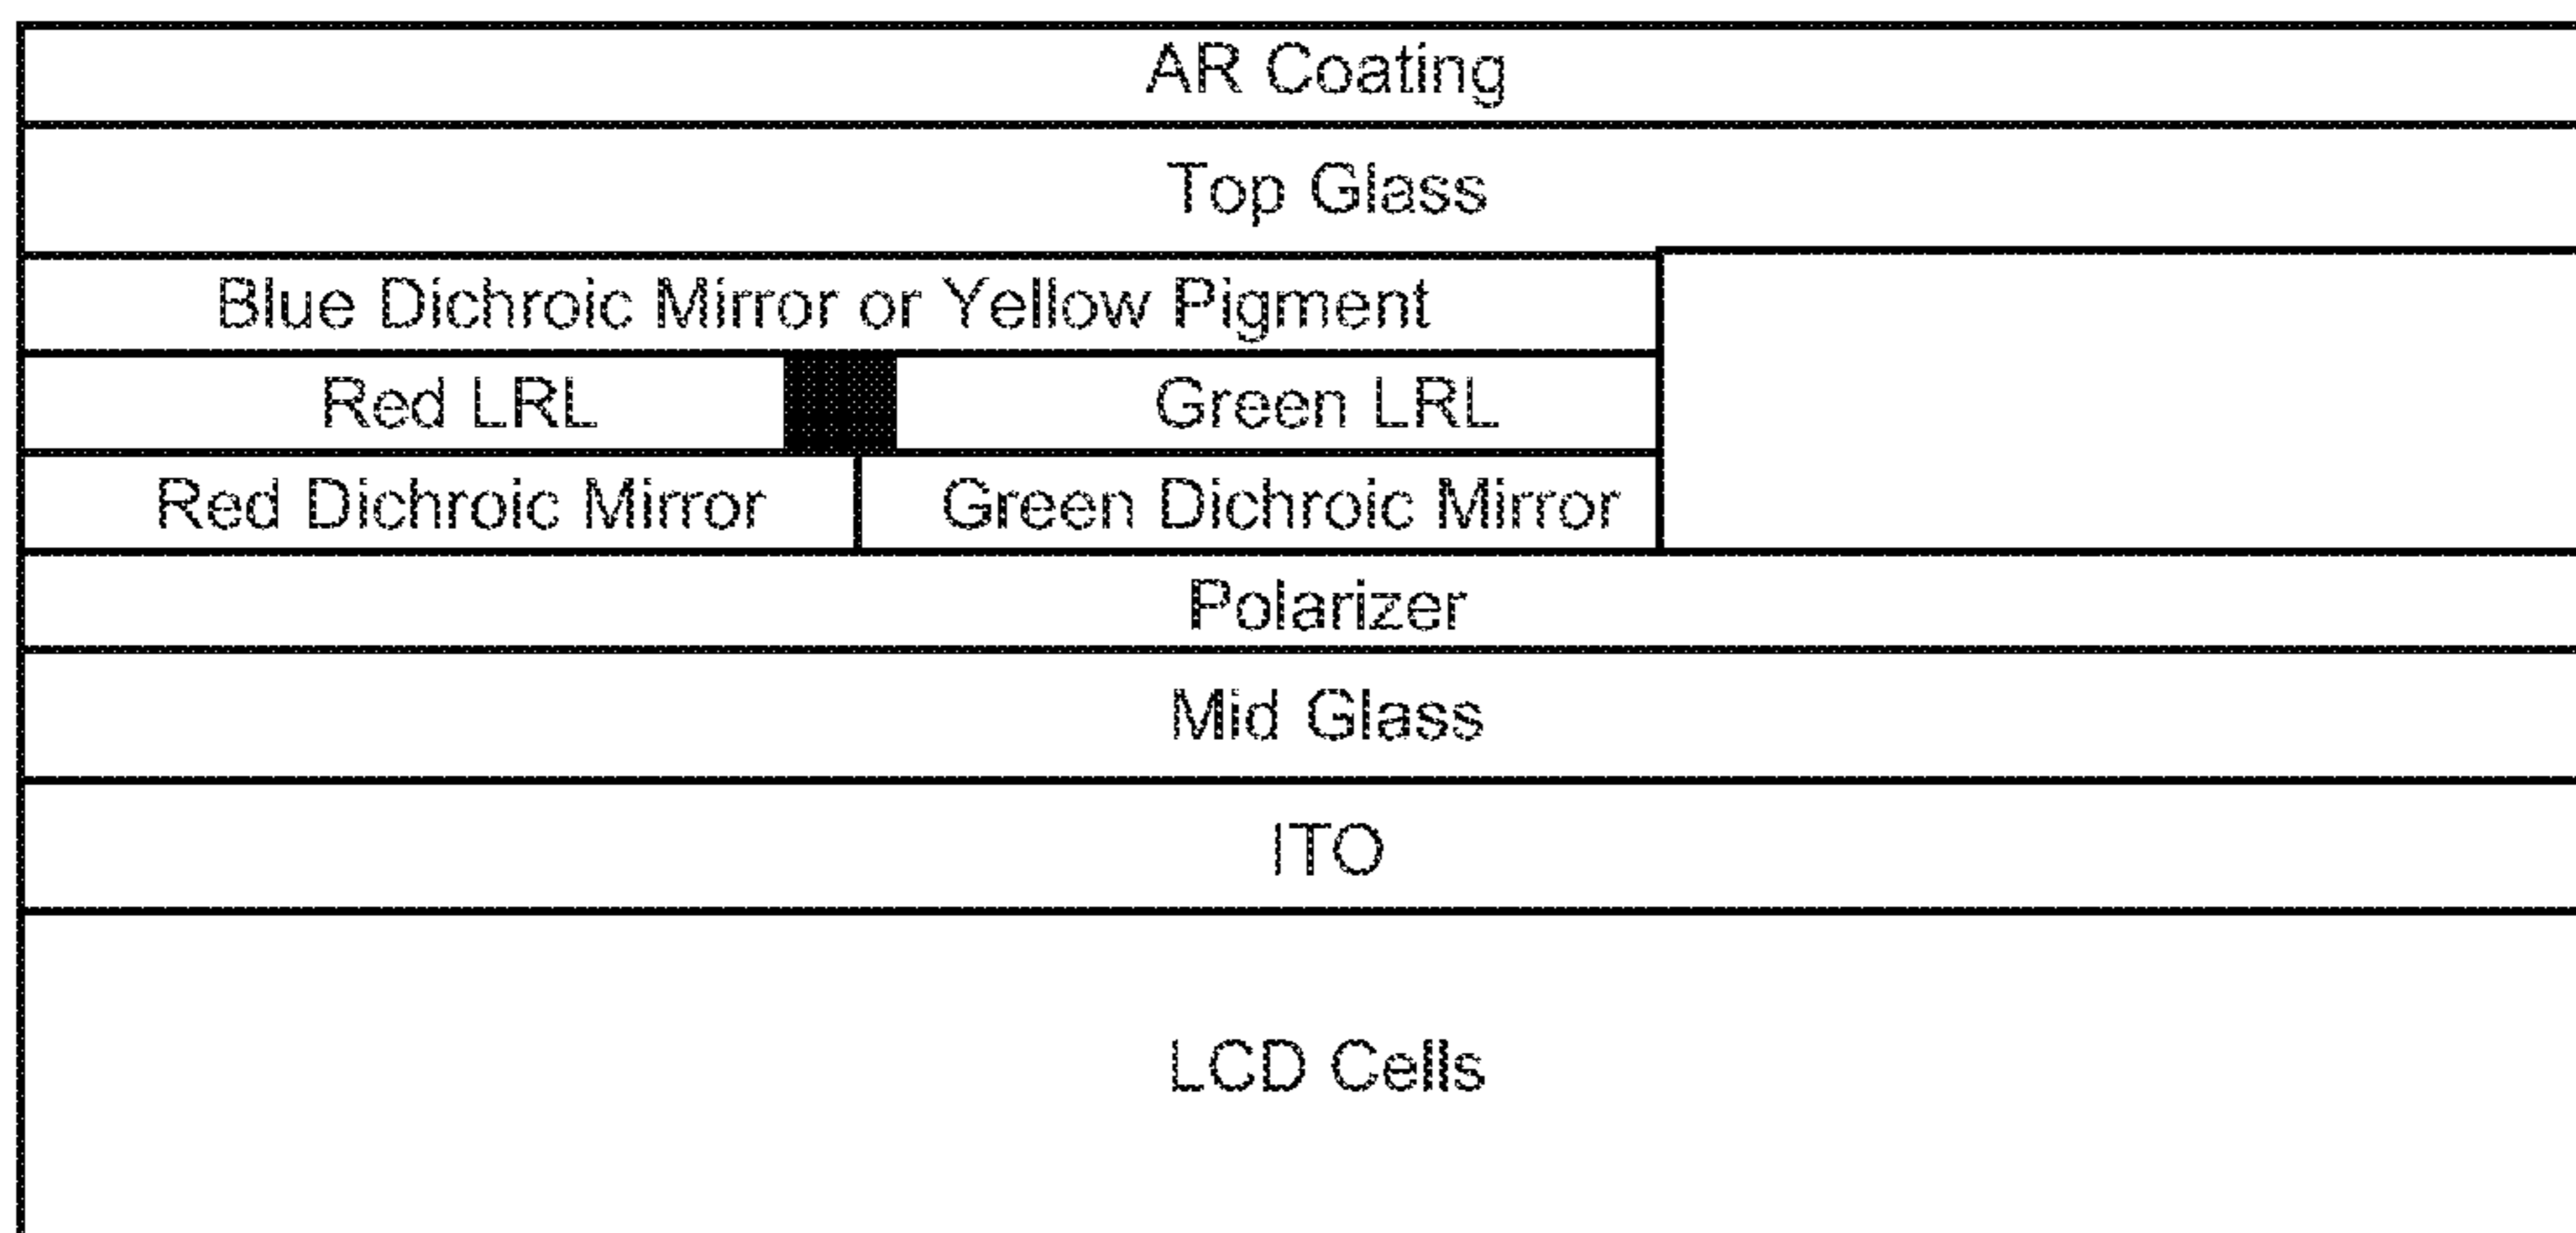 AR Coating
Top Glass
Blue Dichroic Mirror or Yellow Pigment
Red LRL
Green LRL
Red Dichroic Mirror
Green Dichroic Mirror
Polarizer
Mid Glass
ITO
LCD Cells